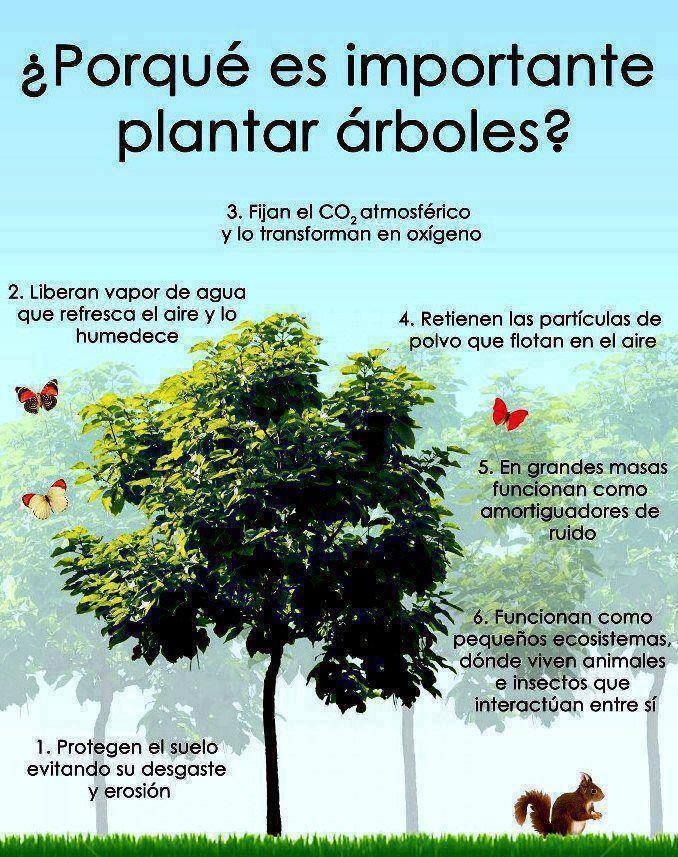 ¿Porqué es importante
plantar árboles?
3. Fijan el CO₂ atmosférico
y lo transforman en oxígeno
2. Liberan vapor de agua
que refresca el aire y lo
humedece
4. Retienen las partículas de
polvo que flotan en el aire
5. En grandes masas
funcionan como
amortiguadores de
ruido
6. Funcionan como
pequeños ecosistemas,
dónde viven animales
e insectos que
interactúan entre sí
1. Protegen el suelo
evitando su desgaste
y erosión